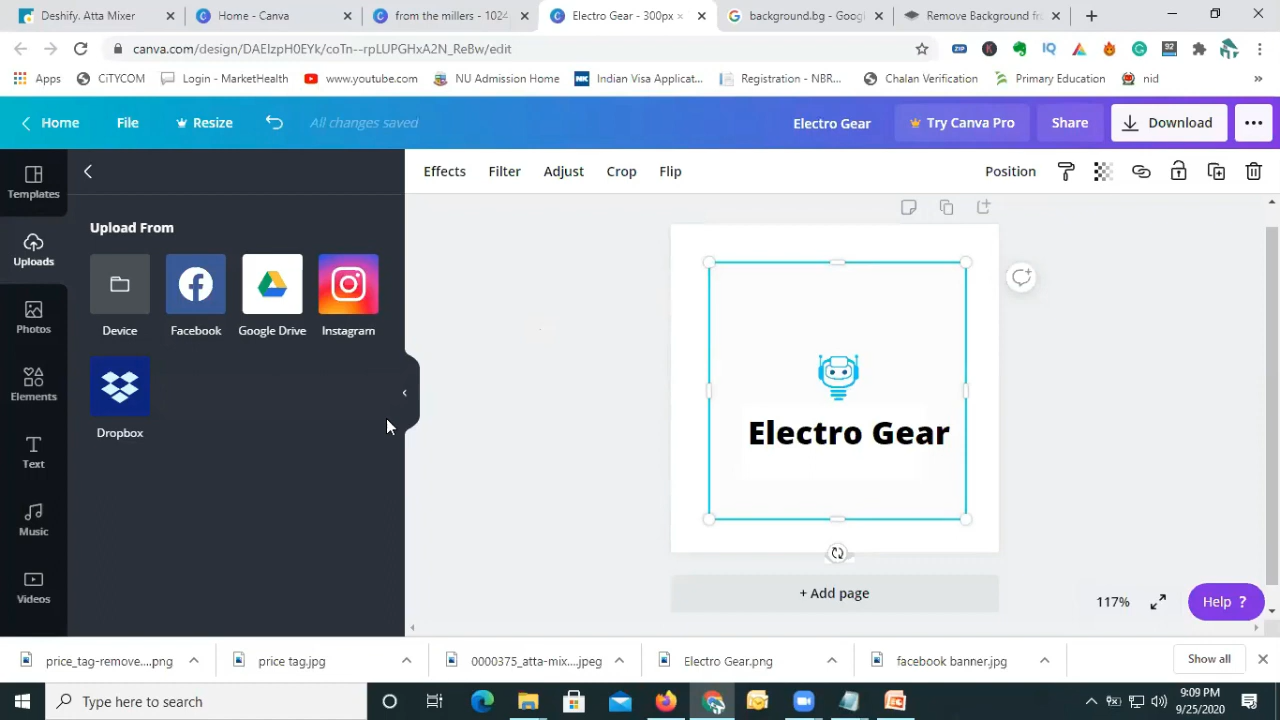 Deshify. Atta Mixer
Home - Canva
from the millers - 1024
Electro Gear - 300px ×
background.bg - Googl
Remove Background fro
canva.com/design/DAEIzpH0EYk/coTn--rpLUPGHxA2N_ReBw/edit
ZIP
K
IQ
92
Apps
CiTYCOM
Login - MarketHealth
www.youtube.com
NU Admission Home
NK
Indian Visa Applicat...
Registration - NBR...
Chalan Verification
Primary Education
nid
Home
File
Resize
All changes saved
Electro Gear
Try Canva Pro
Share
Download
Templates
Uploads
Photos
Elements
Text
Music
Videos
Upload From
Device
Facebook
Google Drive
Instagram
Dropbox
Effects
Filter
Adjust
Crop
Flip
Position
Electro Gear
+ Add page
117%
Help ?
price_tag-remove....png
price tag.jpg
0000375_atta-mix....jpeg
Electro Gear.png
facebook banner.jpg
Show all
Type here to search
9:09 PM
9/25/2020